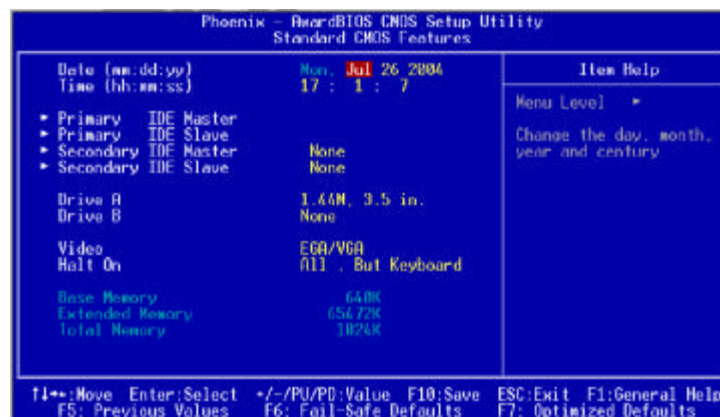 Phoenix - AwardBIOS CMOS Setup Utility
Standard CMOS Features
Date (mm:dd:yy) Mon, Jul 26 2004
Time (hh:mm:ss) 17 : 1 : 7
► Primary IDE Master
► Primary IDE Slave
► Secondary IDE Master None
► Secondary IDE Slave None
Drive A 1.44M, 3.5 in.
Drive B None
Video EGA/VGA
Halt On All , But Keyboard
Base Memory 640K
Extended Memory 65472K
Total Memory 1024K
Item Help
Menu Level ►
Change the day, month,
year and century
↑↓→←:Move Enter:Select +/-/PU/PD:Value F10:Save ESC:Exit F1:General Help
F5: Previous Values F6: Fail-Safe Defaults F7: Optimized Defaults